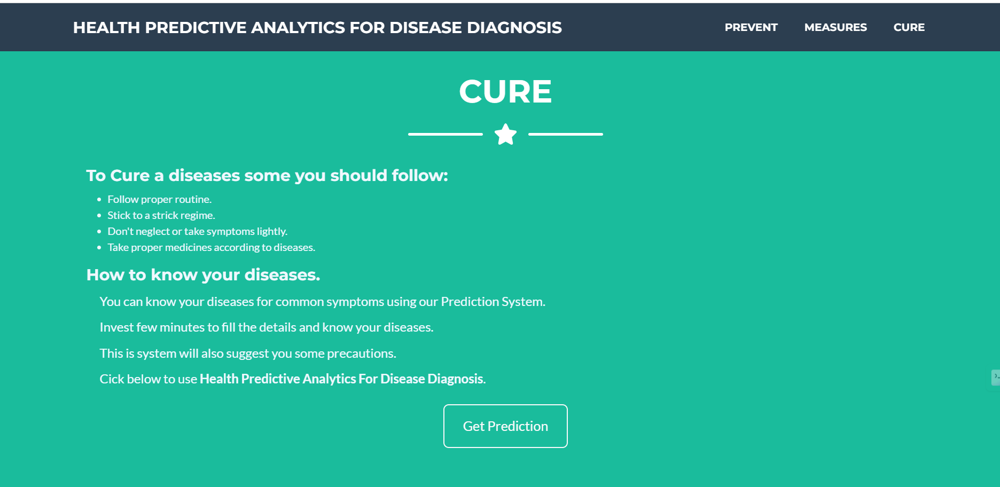 HEALTH PREDICTIVE ANALYTICS FOR DISEASE DIAGNOSIS
PREVENT
MEASURES
CURE
CURE
To Cure a diseases some you should follow:
Follow proper routine.
Stick to a strick regime.
Don't neglect or take symptoms lightly.
Take proper medicines according to diseases.
How to know your diseases.
You can know your diseases for common symptoms using our Prediction System.
Invest few minutes to fill the details and know your diseases.
This is system will also suggest you some precautions.
Cick below to use Health Predictive Analytics For Disease Diagnosis.
Get Prediction